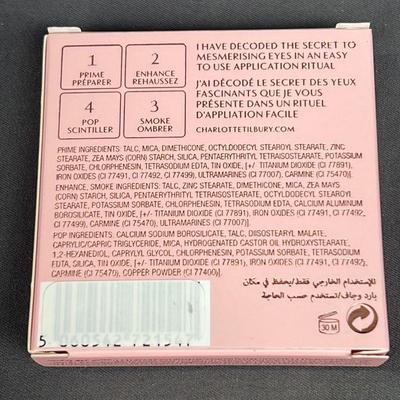 1
PRIME
PRÉPARER
2
ENHANCE
REHAUSSEZ
4
POP
SCINTILLER
3
SMOKE
OMBRER
I HAVE DECODED THE SECRET TO
MESMERISING EYES IN AN EASY
TO USE APPLICATION RITUAL
J'AI DÉCODÉ LE SECRET DES YEUX
FASCINANTS QUE JE VOUS
PRÉSENTE DANS UN RITUEL
D'APPLIATION FACILE
CHARLOTTETILBURY.COM
PRIME INGREDIENTS: TALC, MICA, DIMETHICONE, OCTYLDODECYL STEAROYL STEARATE, ZINC
STEARATE, ZEA MAYS (CORN) STARCH, SILICA, PENTAERYTHRITYL TETRAISOSTEARATE, POTASSIUM
SORBATE, CHLORPHENESIN, TETRASODIUM EDTA, TIN OXIDE, [+/- TITANIUM DIOXIDE (CI 77891),
IRON OXIDES (CI 77491, CI 77492, CI 77499), ULTRAMARINES (CI 77007), CARMINE (CI 75470)].
ENHANCE, SMOKE INGREDIENTS: TALC, ZINC STEARATE, DIMETHICONE, MICA, ZEA MAYS
(CORN) STARCH, SILICA, PENTAERYTHRITYL TETRAISOSTEARATE, OCTYLDODECYL STEAROYL
STEARATE, POTASSIUM SORBATE, CHLORPHENESIN, TETRASODIUM EDTA, CALCIUM ALUMINUM
BOROSILICATE, TIN OXIDE, [+/- TITANIUM DIOXIDE (CI 77891), IRON OXIDES (CI 77491, CI 77492,
CI 77499), CARMINE (CI 75470), ULTRAMARINES (CI 77007)].
POP INGREDIENTS: CALCIUM SODIUM BOROSILICATE, TALC, DIISOSTEARYL MALATE,
CAPRYLIC/CAPRIC TRIGLYCERIDE, MICA, HYDROGENATED CASTOR OIL HYDROXYSTEARATE,
1,2-HEXANEDIOL, CAPRYLYL GLYCOL, CHLORPHENESIN, POTASSIUM SORBATE, TETRASODIUM
EDTA, SILICA, TIN OXIDE, [+/- TITANIUM DIOXIDE (CI 77891), IRON OXIDES (CI 77491, CI 77492),
CARMINE (CI 75470), COPPER POWDER (CI 77400)].
للإستخدام الخارجي فقط/يحفظ في مكان
بارد وجاف/استخدم حسب الحاجة
30 M